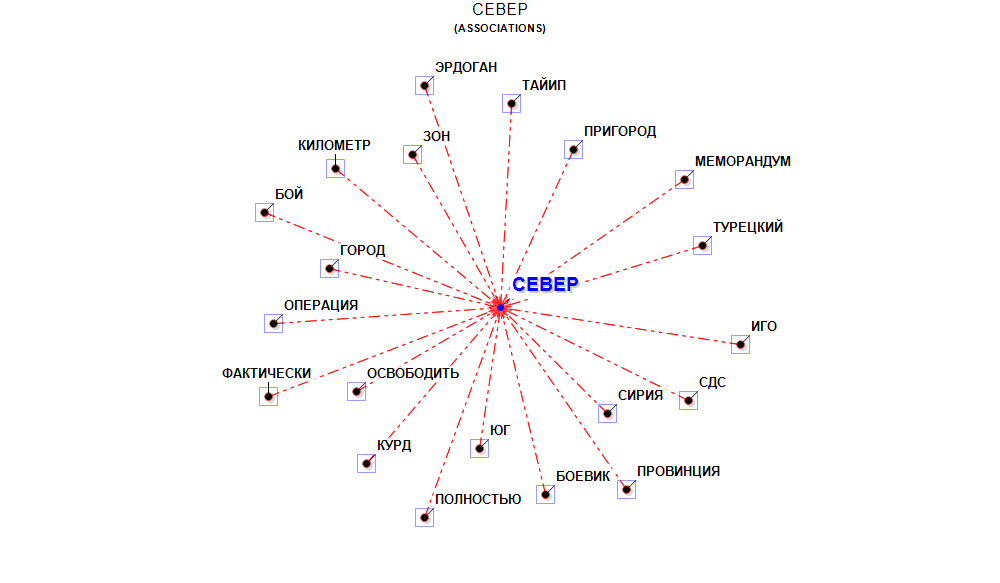 СЕВЕР
(ASSOCIATIONS)
ЭРДОГАН
ТАЙИП
ПРИГОРОД
ЗОН
КИЛОМЕТР
МЕМОРАНДУМ
БОЙ
ТУРЕЦКИЙ
ГОРОД
СЕВЕР
ОПЕРАЦИЯ
ИГО
ФАКТИЧЕСКИ
ОСВОБОДИТЬ
СДС
СИРИЯ
ЮГ
КУРД
ПРОВИНЦИЯ
БОЕВИК
ПОЛНОСТЬЮ